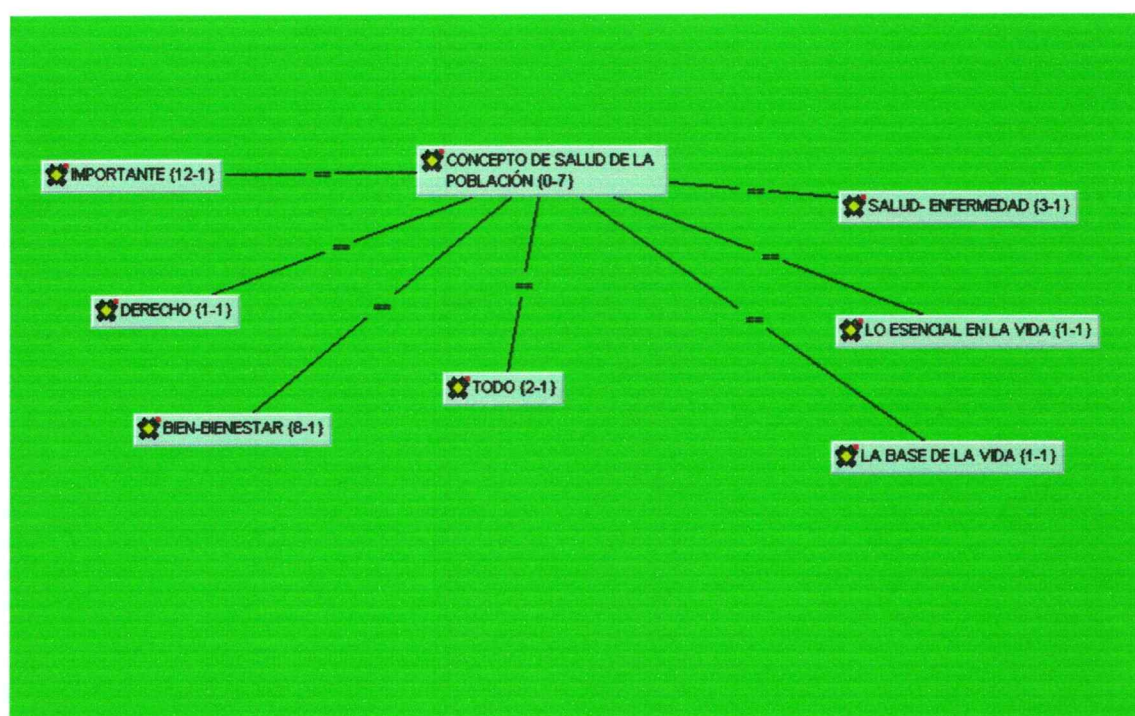 CONCEPTO DE SALUD DE LA
POBLACIÓN {0-7}
IMPORTANTE {12-1}
==
==
SALUD- ENFERMEDAD {3-1}
==
==
DERECHO {1-1}
==
==
==
LO ESENCIAL EN LA VIDA {1-1}
TODO {2-1}
BIEN-BIENESTAR {8-1}
LA BASE DE LA VIDA {1-1}